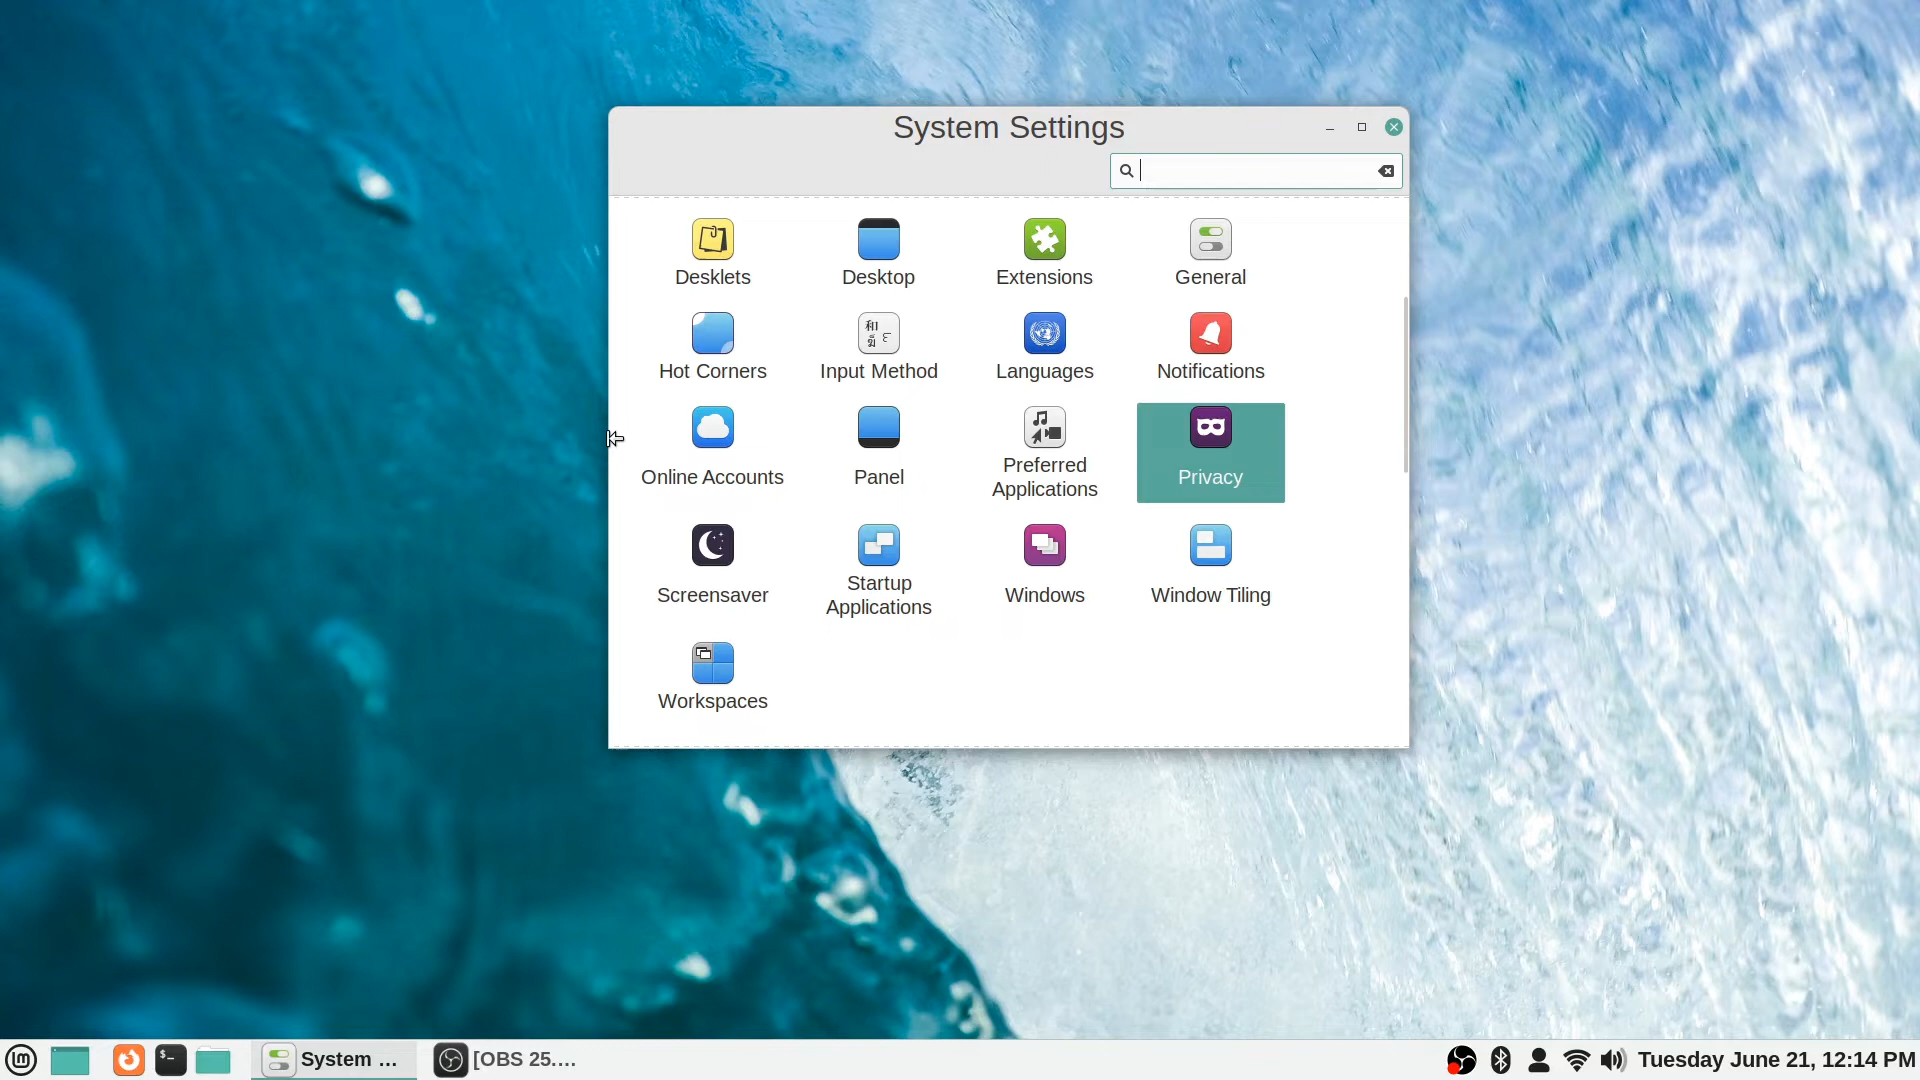 System Settings
Desklets
Desktop
Extensions
General
Hot Corners
Input Method
Languages
Notifications
Online Accounts
Panel
Preferred
Applications
Privacy
Screensaver
Startup
Applications
Windows
Window Tiling
Workspaces
$_
System ...
[OBS 25....
Tuesday June 21, 12:14 PM